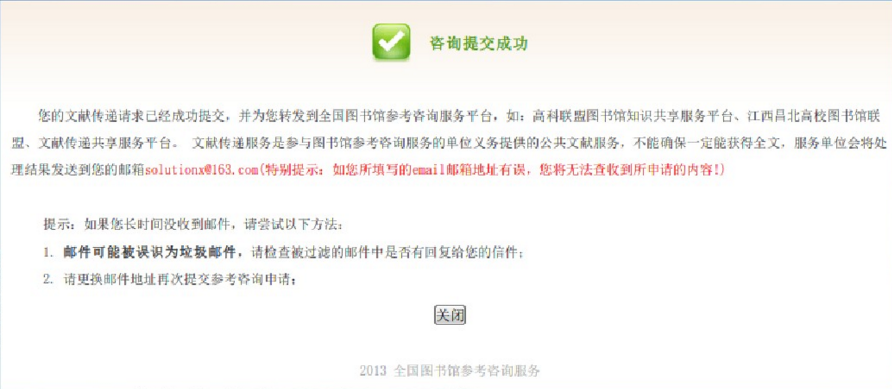 咨询提交成功
您的文献传递请求已经成功提交，并为您转发到全国图书馆参考咨询服务平台，如：高科联盟图书馆知识共享服务平台、江西昌北高校图书馆联
盟、文献传递共享服务平台。 文献传递服务是参与图书馆参考咨询服务的单位义务提供的公共文献服务，不能确保一定能获得全文，服务单位会将处
理结果发送到您的邮箱solutionx@163.com(特别提示：如您所填写的email邮箱地址有误，您将无法查收到所申请的内容!)
提示：如果您长时间没收到邮件，请尝试以下方法：
1. 邮件可能被误识为垃圾邮件，请检查被过滤的邮件中是否有回复给您的信件；
2. 请更换邮件地址再次提交参考咨询申请；
关闭
2013 全国图书馆参考咨询服务